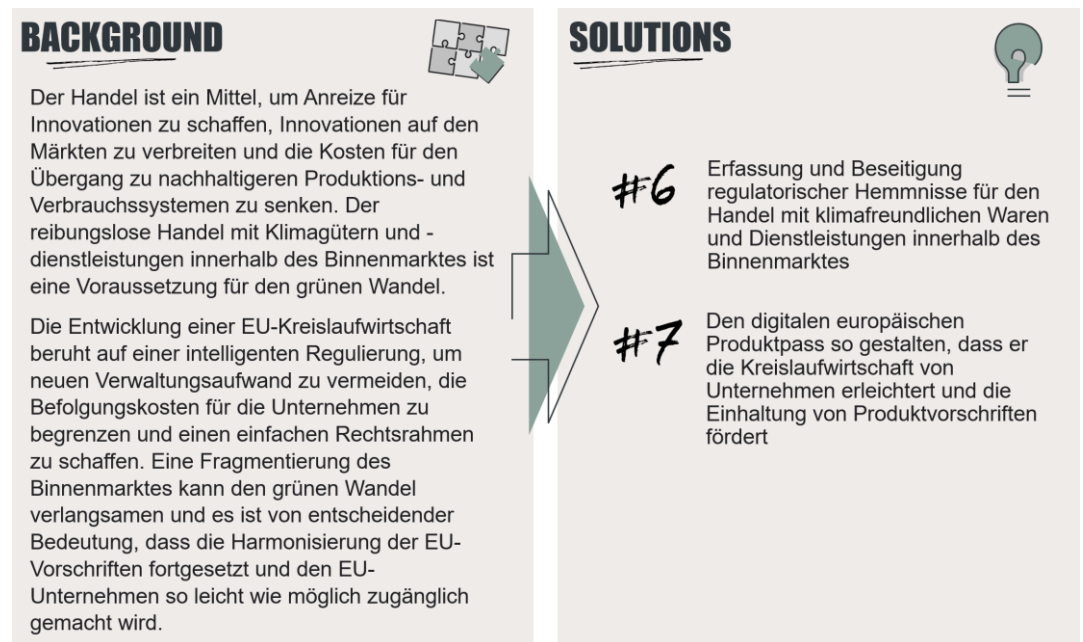 BACKGROUND
Der Handel ist ein Mittel, um Anreize für
Innovationen zu schaffen, Innovationen auf den
Märkten zu verbreiten und die Kosten für den
Übergang zu nachhaltigeren Produktions- und
Verbrauchssystemen zu senken. Der
reibungslose Handel mit Klimagütern und -
dienstleistungen innerhalb des Binnenmarktes ist
eine Voraussetzung für den grünen Wandel.
Die Entwicklung einer EU-Kreislaufwirtschaft
beruht auf einer intelligenten Regulierung, um
neuen Verwaltungsaufwand zu vermeiden, die
Befolgungskosten für die Unternehmen zu
begrenzen und einen einfachen Rechtsrahmen
zu schaffen. Eine Fragmentierung des
Binnenmarktes kann den grünen Wandel
verlangsamen und es ist von entscheidender
Bedeutung, dass die Harmonisierung der EU-
Vorschriften fortgesetzt und den EU-
Unternehmen so leicht wie möglich zugänglich
gemacht wird.
SOLUTIONS
#6
Erfassung und Beseitigung
regulatorischer Hemmnisse für den
Handel mit klimafreundlichen Waren
und Dienstleistungen innerhalb des
Binnenmarktes
#7
Den digitalen europäischen
Produktpass so gestalten, dass er
die Kreislaufwirtschaft von
Unternehmen erleichtert und die
Einhaltung von Produktvorschriften
fördert